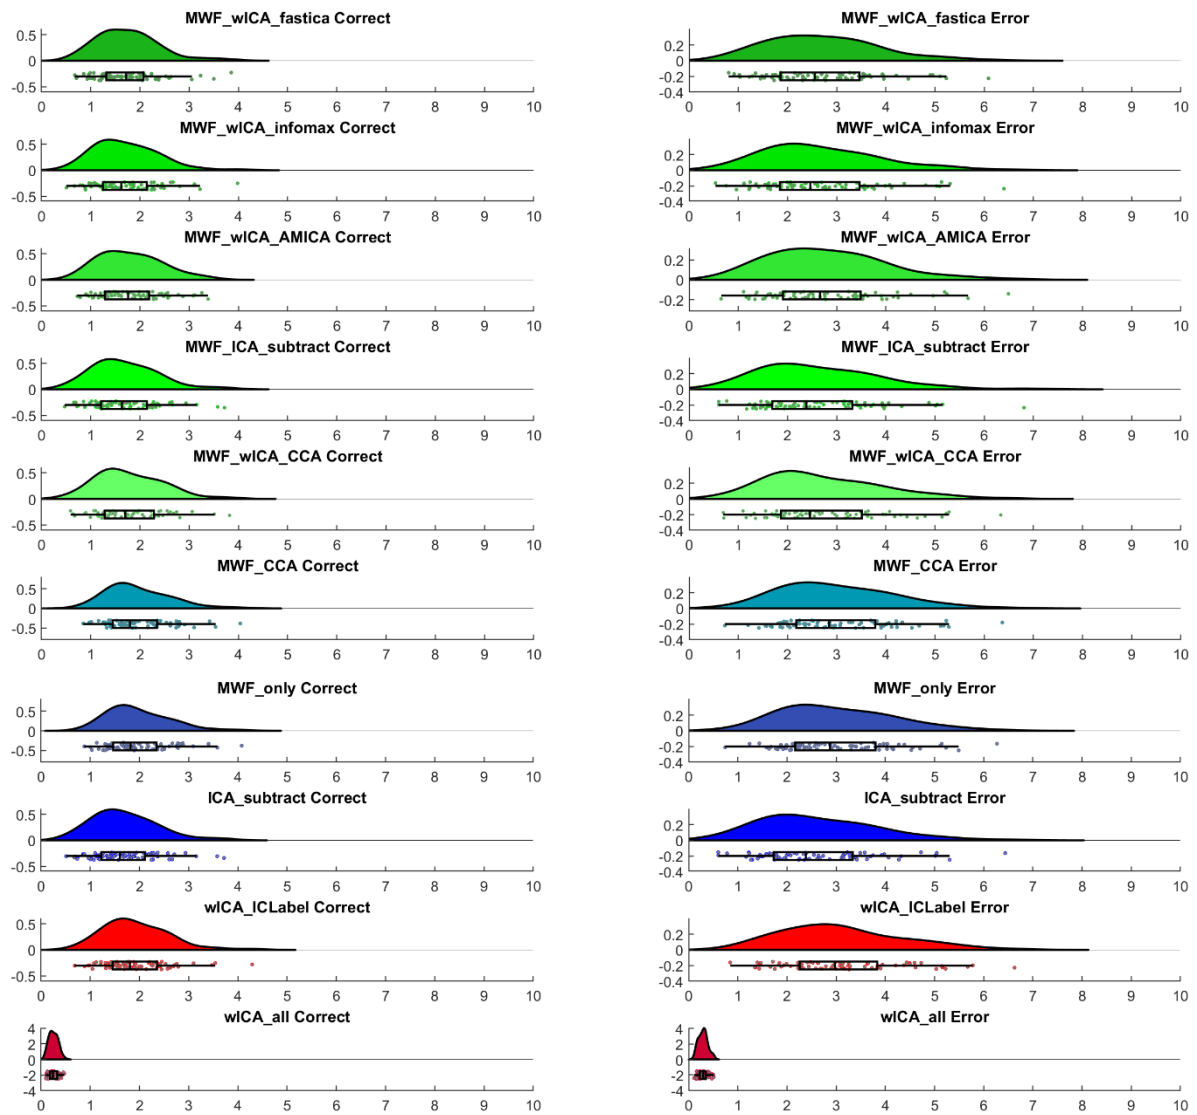 MWF_wICA_fastica Correct
0.5
0
-0.5
0 1 2 3 4 5 6 7 8 9 10
MWF_wICA_fastica Error
0.2
0
-0.2
-0.4
0 1 2 3 4 5 6 7 8 9 10
MWF_wICA_infomax Correct
0.5
0
-0.5
0 1 2 3 4 5 6 7 8 9 10
MWF_wICA_infomax Error
0.2
0
-0.2
-0.4
0 1 2 3 4 5 6 7 8 9 10
MWF_wICA_AMICA Correct
0.5
0
-0.5
0 1 2 3 4 5 6 7 8 9 10
MWF_wICA_AMICA Error
0.2
0
-0.2
0 1 2 3 4 5 6 7 8 9 10
MWF_ICA_subtract Correct
0.5
0
-0.5
0 1 2 3 4 5 6 7 8 9 10
MWF_ICA_subtract Error
0.2
0
-0.2
-0.4
0 1 2 3 4 5 6 7 8 9 10
MWF_wICA_CCA Correct
0.5
0
-0.5
0 1 2 3 4 5 6 7 8 9 10
MWF_wICA_CCA Error
0.2
0
-0.2
-0.4
0 1 2 3 4 5 6 7 8 9 10
MWF_CCA Correct
0.5
0
-0.5
0 1 2 3 4 5 6 7 8 9 10
MWF_CCA Error
0.2
0
-0.2
-0.4
0 1 2 3 4 5 6 7 8 9 10
MWF_only Correct
0.5
0
-0.5
0 1 2 3 4 5 6 7 8 9 10
MWF_only Error
0.2
0
-0.2
-0.4
0 1 2 3 4 5 6 7 8 9 10
ICA_subtract Correct
0.5
0
-0.5
0 1 2 3 4 5 6 7 8 9 10
ICA_subtract Error
0.2
0
-0.2
-0.4
0 1 2 3 4 5 6 7 8 9 10
wICA_ICLabel Correct
0.5
0
-0.5
0 1 2 3 4 5 6 7 8 9 10
wICA_ICLabel Error
0.2
0
-0.2
-0.4
0 1 2 3 4 5 6 7 8 9 10
wICA_all Correct
4
2
0
-2
-4
0 1 2 3 4 5 6 7 8 9 10
wICA_all Error
4
2
0
-2
-4
0 1 2 3 4 5 6 7 8 9 10